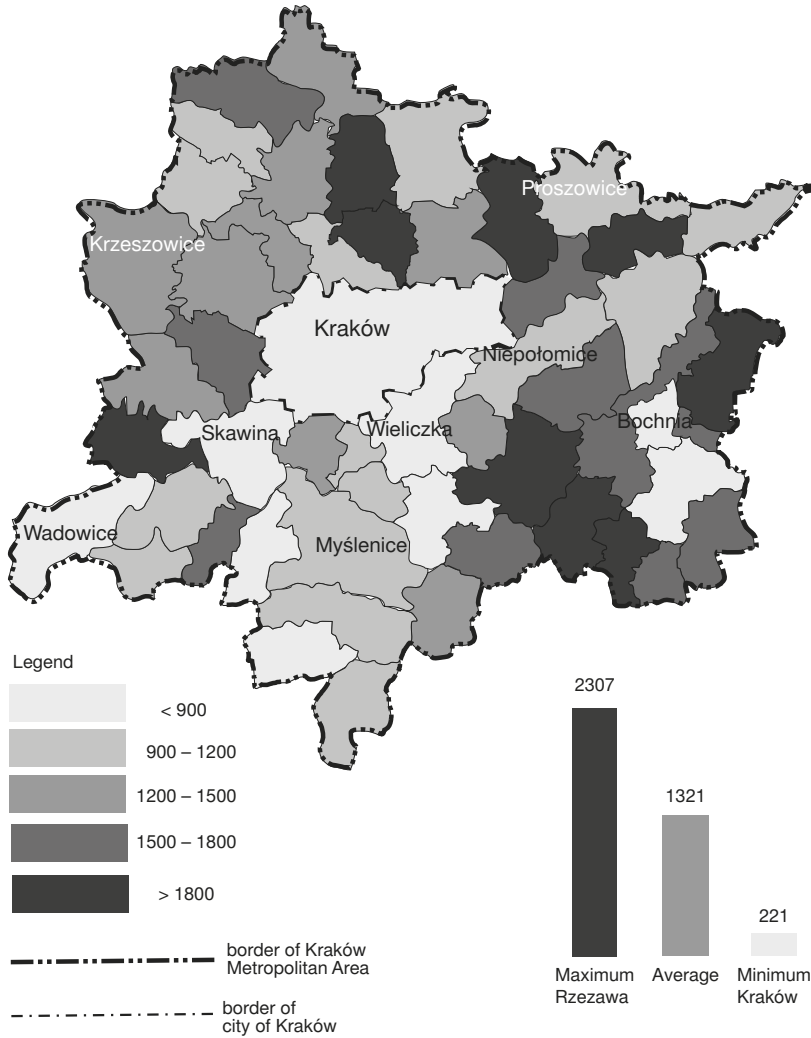 Proszowice
Krzeszowice
Kraków
Niepołomice
Skawina
Wieliczka
Bochnia
Wadowice
Myślenice
Legend
< 900
900 – 1200
1200 – 1500
1500 – 1800
> 1800
border of Kraków
Metropolitan Area
border of
city of Kraków
2307
1321
221
Maximum
Rzezawa
Average
Minimum
Kraków